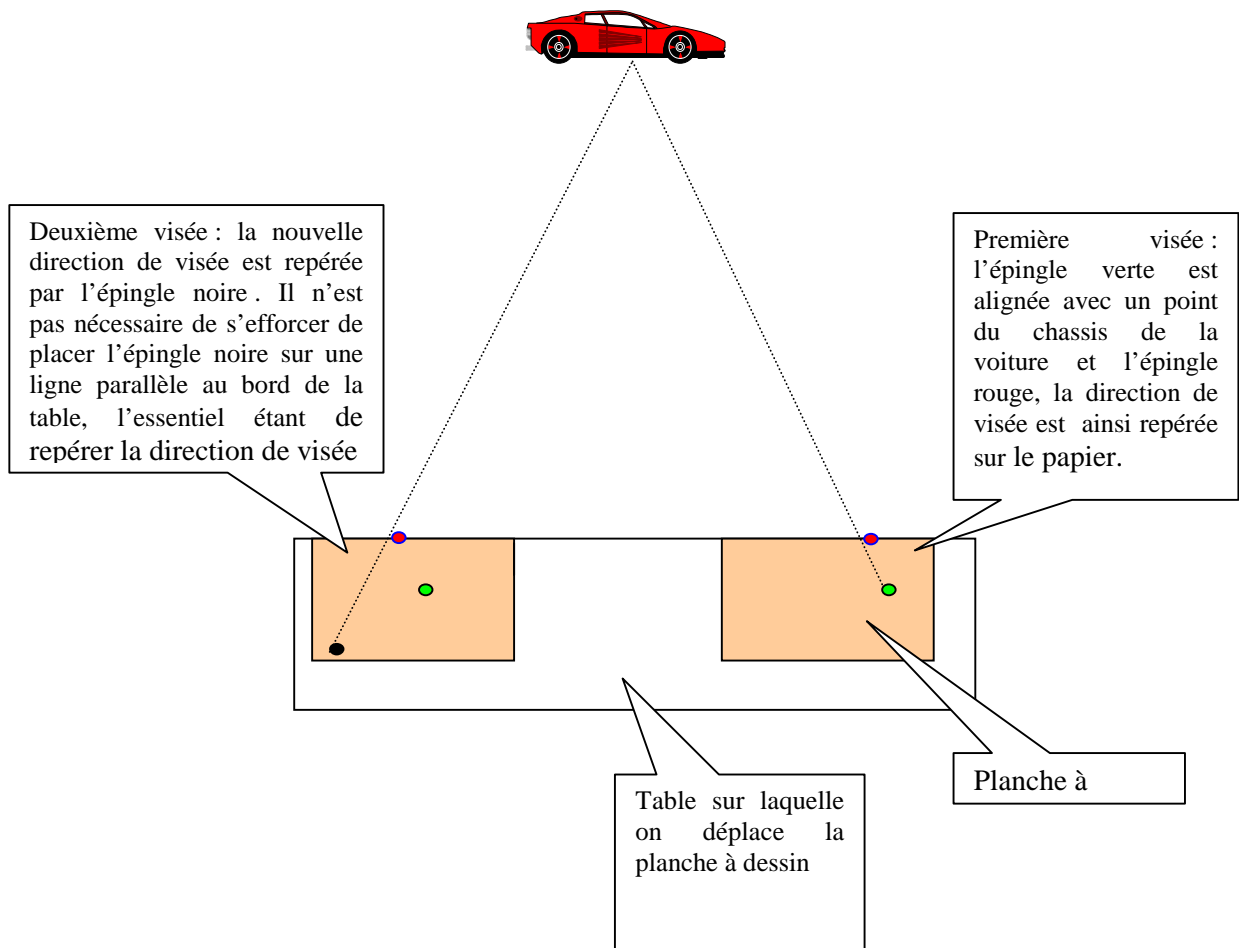 Deuxième visée : la nouvelle
direction de visée est repérée
par l'épingle noire . Il n'est
pas nécessaire de s'efforcer de
placer l'épingle noire sur une
ligne parallèle au bord de la
table, l'essentiel étant de
repérer la direction de visée
Première visée :
l'épingle verte est
alignée avec un point
du chassis de la
voiture et l'épingle
rouge, la direction de
visée est ainsi repérée
sur le papier.
Planche à
Table sur laquelle
on déplace la
planche à dessin